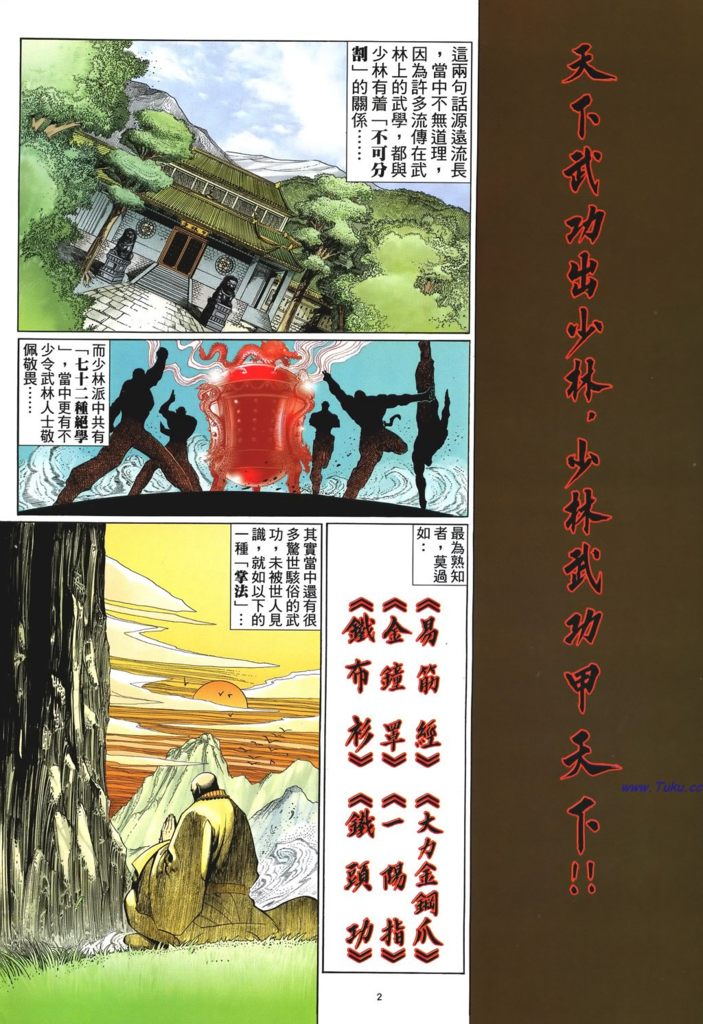 天下武功出少林，少林武功甲天下!!
這兩句話源遠流長
，當中不無道理，
因為許多流傳在武
林上的武學，都與
少林有着「不可分
割」的關係……
而少林派中共有
「七十二種絕學
」，當中更有不
少令武林人士敬
佩敬畏……
最為熟知
者，莫過
如：
《易筋經》
《金鐘罩》
《鐵布衫》
《大力金鋼爪》
《一陽指》
《鐵頭功》
其實當中還有很
多驚世駭俗的武
功，未被世人見
識，就如以下的
一種「掌法」…
2